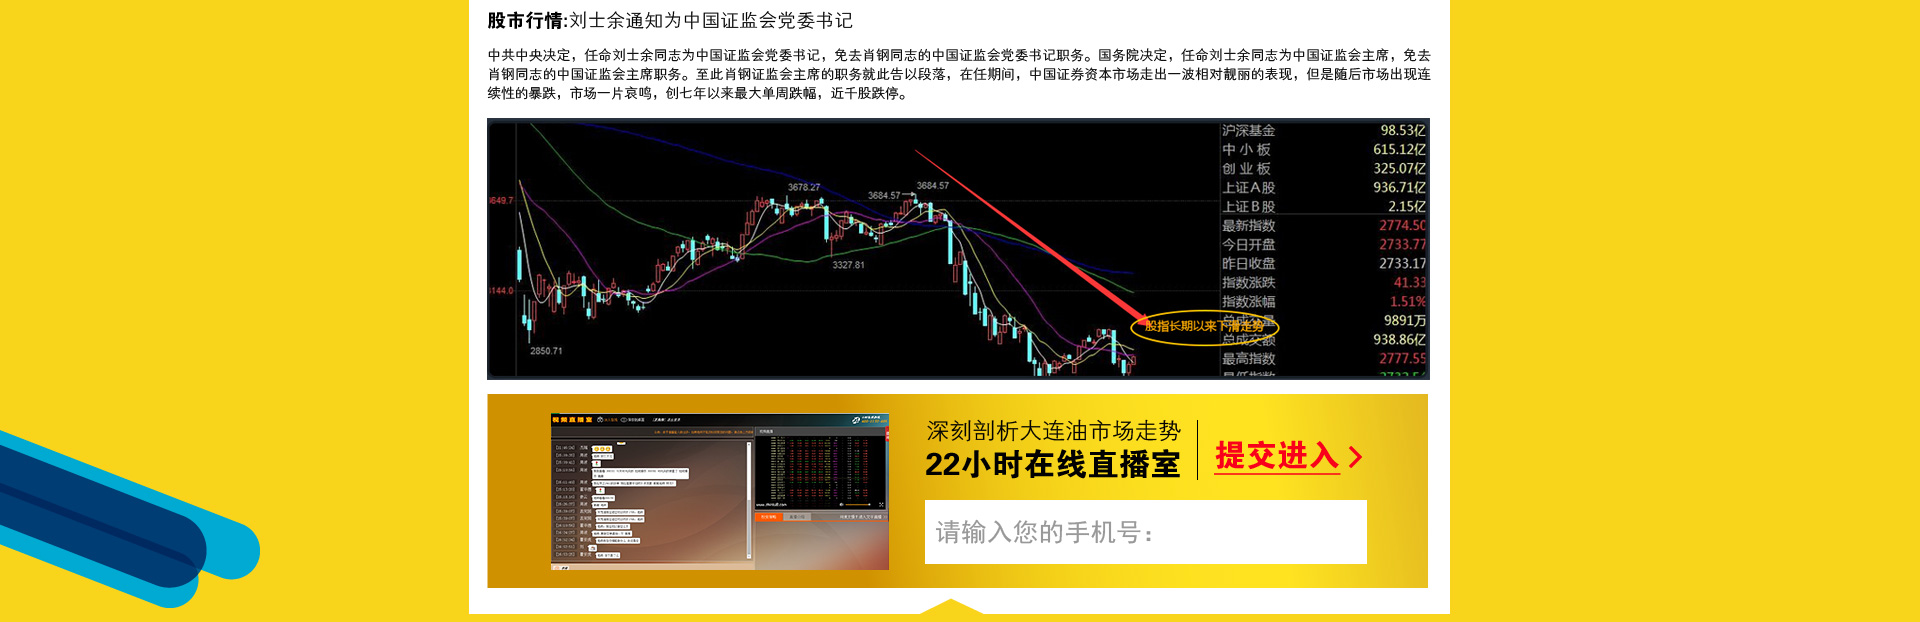 股市行情:刘士余通知为中国证监会党委书记
中共中央决定，任命刘士余同志为中国证监会党委书记，免去肖钢同志的中国证监会党委书记职务。国务院决定，任命刘士余同志为中国证监会主席，免去
肖钢同志的中国证监会主席职务。至此肖钢证监会主席的职务就此告以段落，在任期间，中国证券资本市场走出一波相对靓丽的表现，但是随后市场出现连
续性的暴跌，市场一片哀鸣，创七年以来最大单周跌幅，近千股跌停。
沪深基金 98.53亿
中小板 615.12亿
创业板 325.07亿
上证A股 936.71亿
上证B股 2.15亿
最新指数 2774.50
今日开盘 2733.77
昨日收盘 2733.17
指数涨跌 41.33
指数涨幅 1.51%
总成交量 9891万
总成交额 938.86亿
最高指数 2777.55
最低指数
3678.27
3684.57
3684.57
649.7
3327.81
144.0
2850.71
股指长期以来下滑走势
视频直播室
深刻剖析大连油市场走势
22小时在线直播室
提交进入
请输入您的手机号：